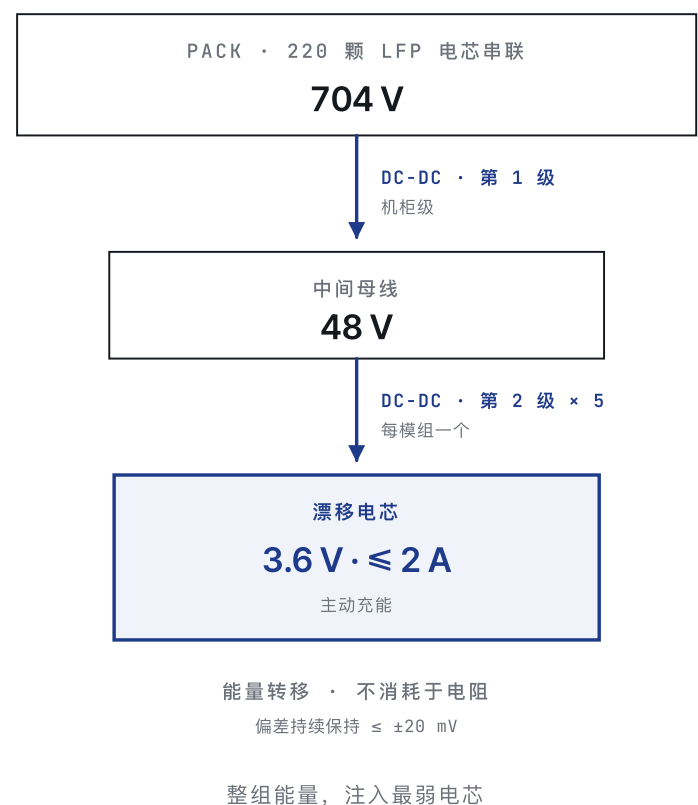 PACK · 220 颗 LFP 电芯串联
704 V
DC-DC · 第 1 级
机柜级
中间母线
48 V
DC-DC · 第 2 级 × 5
每模组一个
漂移电芯
3.6 V · ≤ 2 A
主动充能
能量转移 · 不消耗于电阻
偏差持续保持 ≤ ±20 mV
整组能量，注入最弱电芯